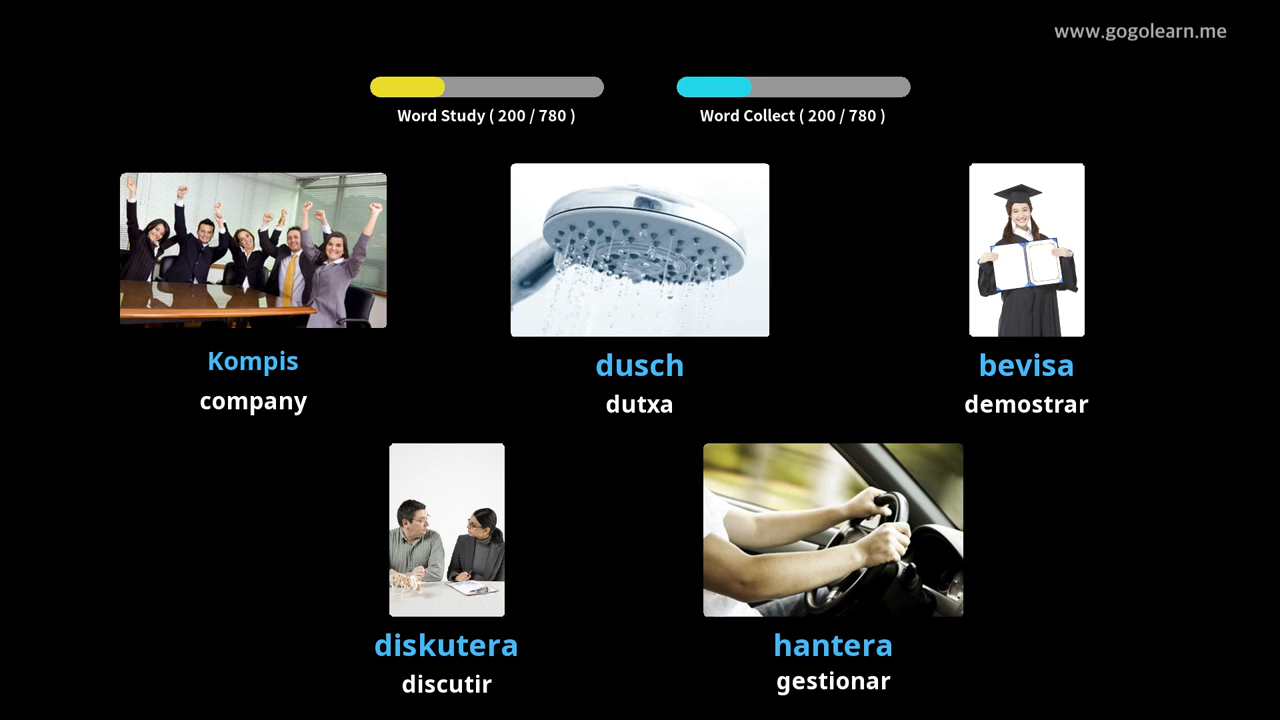 www.gogolearn.me
Word Study ( 200 / 780 )
Word Collect ( 200 / 780 )
Kompis
company
dusch
dutxa
bevisa
demostrar
diskutera
discutir
hantera
gestionar